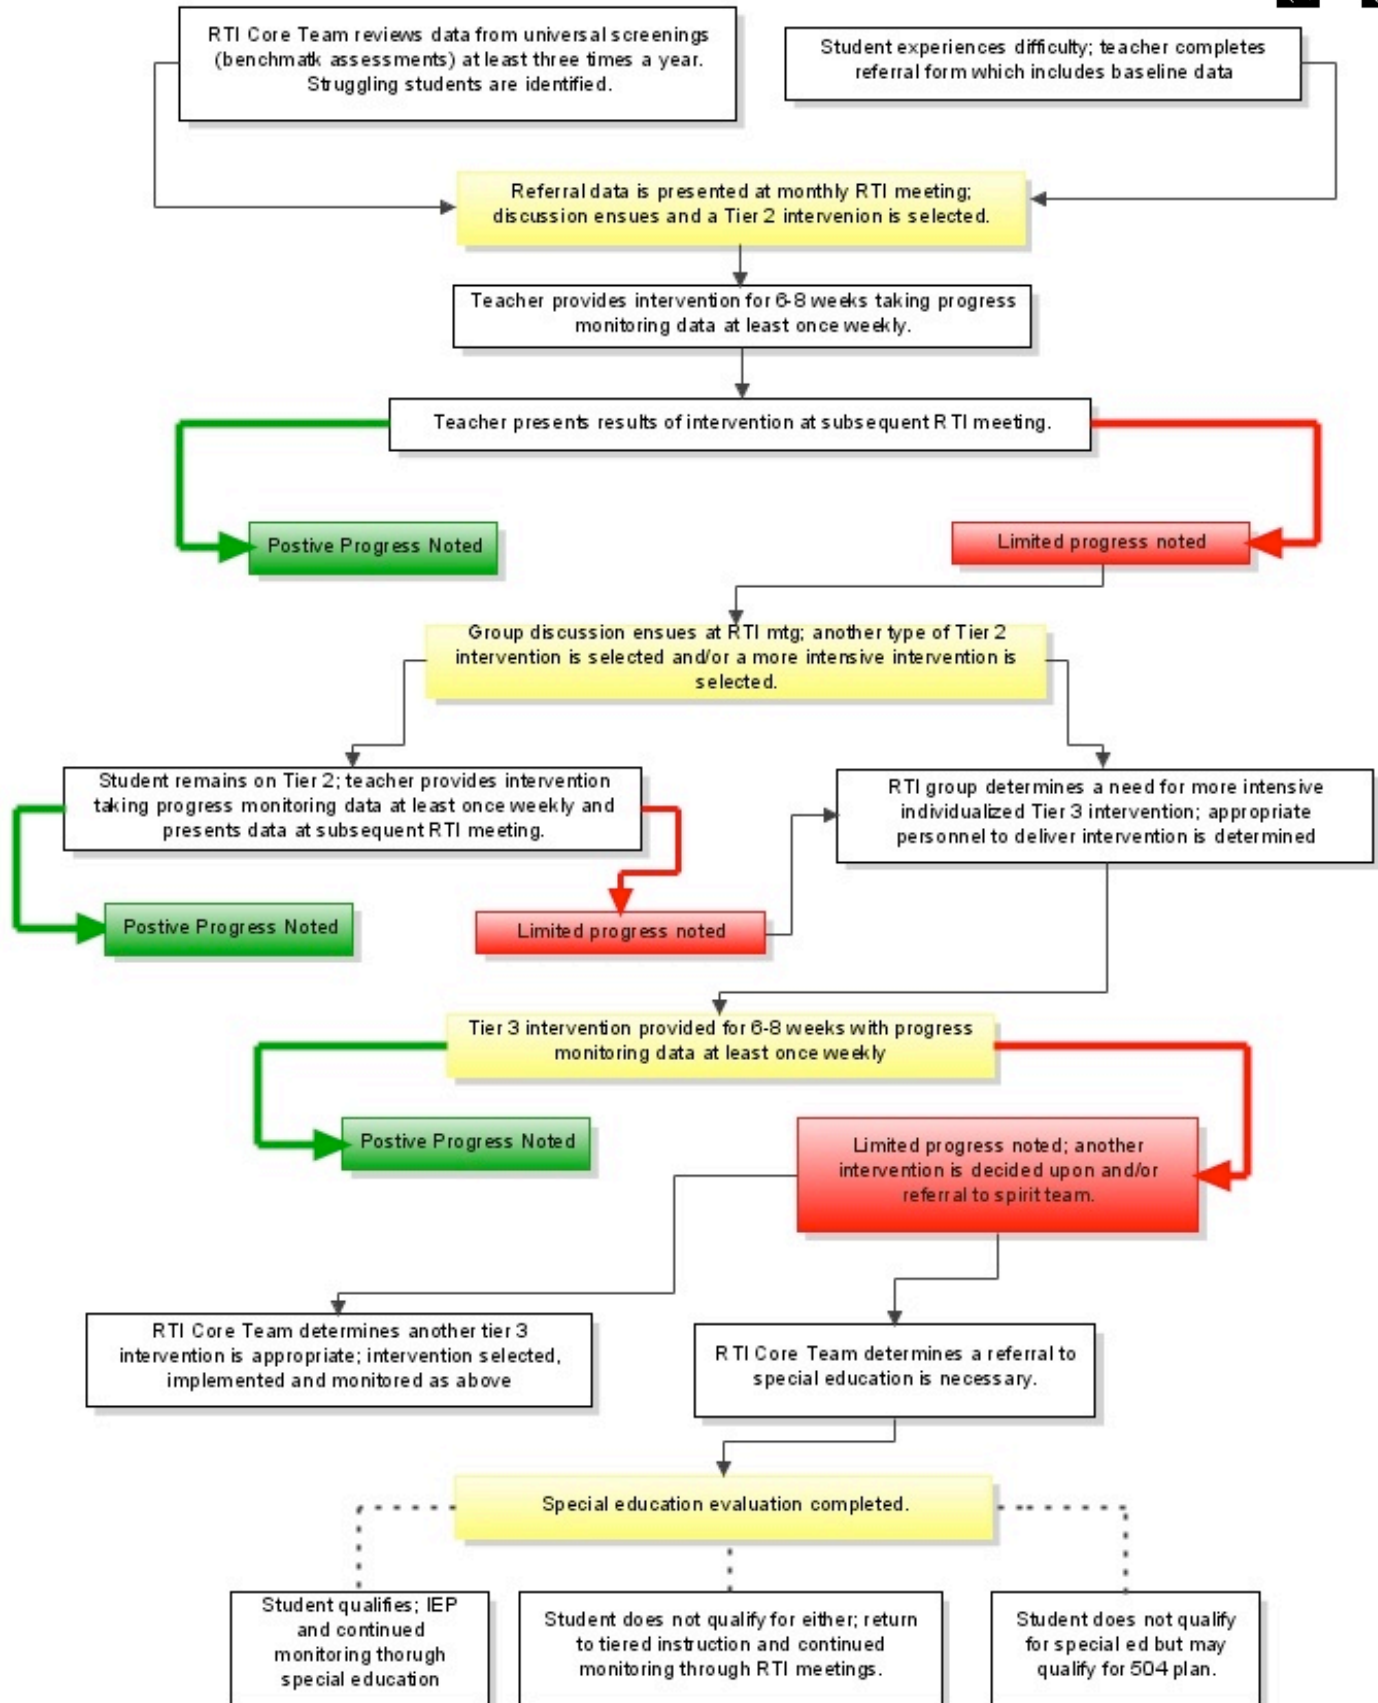 RTI Core Team reviews data from universal screenings
(benchmatk assessments) at least three times a year.
Struggling students are identified.
Student experiences difficulty; teacher completes
referral form which includes baseline data
Referral data is presented at monthly RTI meeting;
discussion ensues and a Tier 2 intervenion is selected.
Teacher provides intervention for 6-8 weeks taking progress
monitoring data at least once weekly.
Teacher presents results of intervention at subsequent RTI meeting.
Postive Progress Noted
Limited progress noted
Group discussion ensues at RTI mtg; another type of Tier 2
intervention is selected and/or a more intensive intervention is
selected.
Student remains on Tier 2; teacher provides intervention
taking progress monitoring data at least once weekly and
presents data at subsequent RTI meeting.
RTI group determines a need for more intensive
individualized Tier 3 intervention; appropriate
personnel to deliver intervention is determined
Postive Progress Noted
Limited progress noted
Tier 3 intervention provided for 6-8 weeks with progress
monitoring data at least once weekly
Postive Progress Noted
Limited progress noted; another
intervention is decided upon and/or
referral to spirit team.
RTI Core Team determines another tier 3
intervention is appropriate; intervention selected,
implemented and monitored as above
RTI Core Team determines a referral to
special education is necessary.
Special education evaluation completed.
Student qualifies; IEP
and continued
monitoring thorugh
special education
Student does not qualify for either; return
to tiered instruction and continued
monitoring through RTI meetings.
Student does not qualify
for special ed but may
qualify for 504 plan.